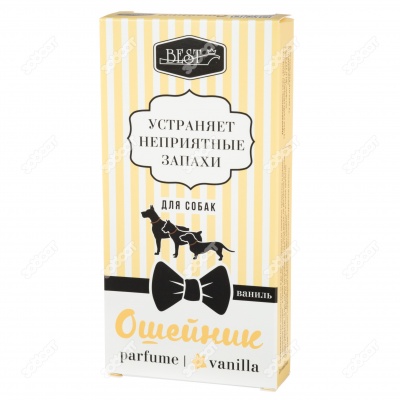 BEST
УСТРАНЯЕТ
НЕПРИЯТНЫЕ
ЗАПАХИ
ДЛЯ СОБАК
ваниль
Ошейник
parfume | vanilla